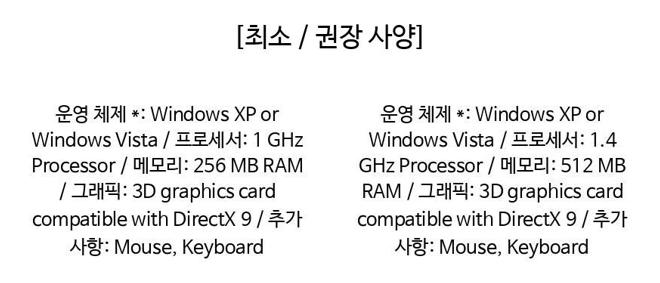 [최소 / 권장 사양]
운영 체제 *: Windows XP or
Windows Vista / 프로세서: 1 GHz
Processor / 메모리: 256 MB RAM
/ 그래픽: 3D graphics card
compatible with DirectX 9 / 추가
사항: Mouse, Keyboard
운영 체제 *: Windows XP or
Windows Vista / 프로세서: 1.4
GHz Processor / 메모리: 512 MB
RAM / 그래픽: 3D graphics card
compatible with DirectX 9 / 추가
사항: Mouse, Keyboard